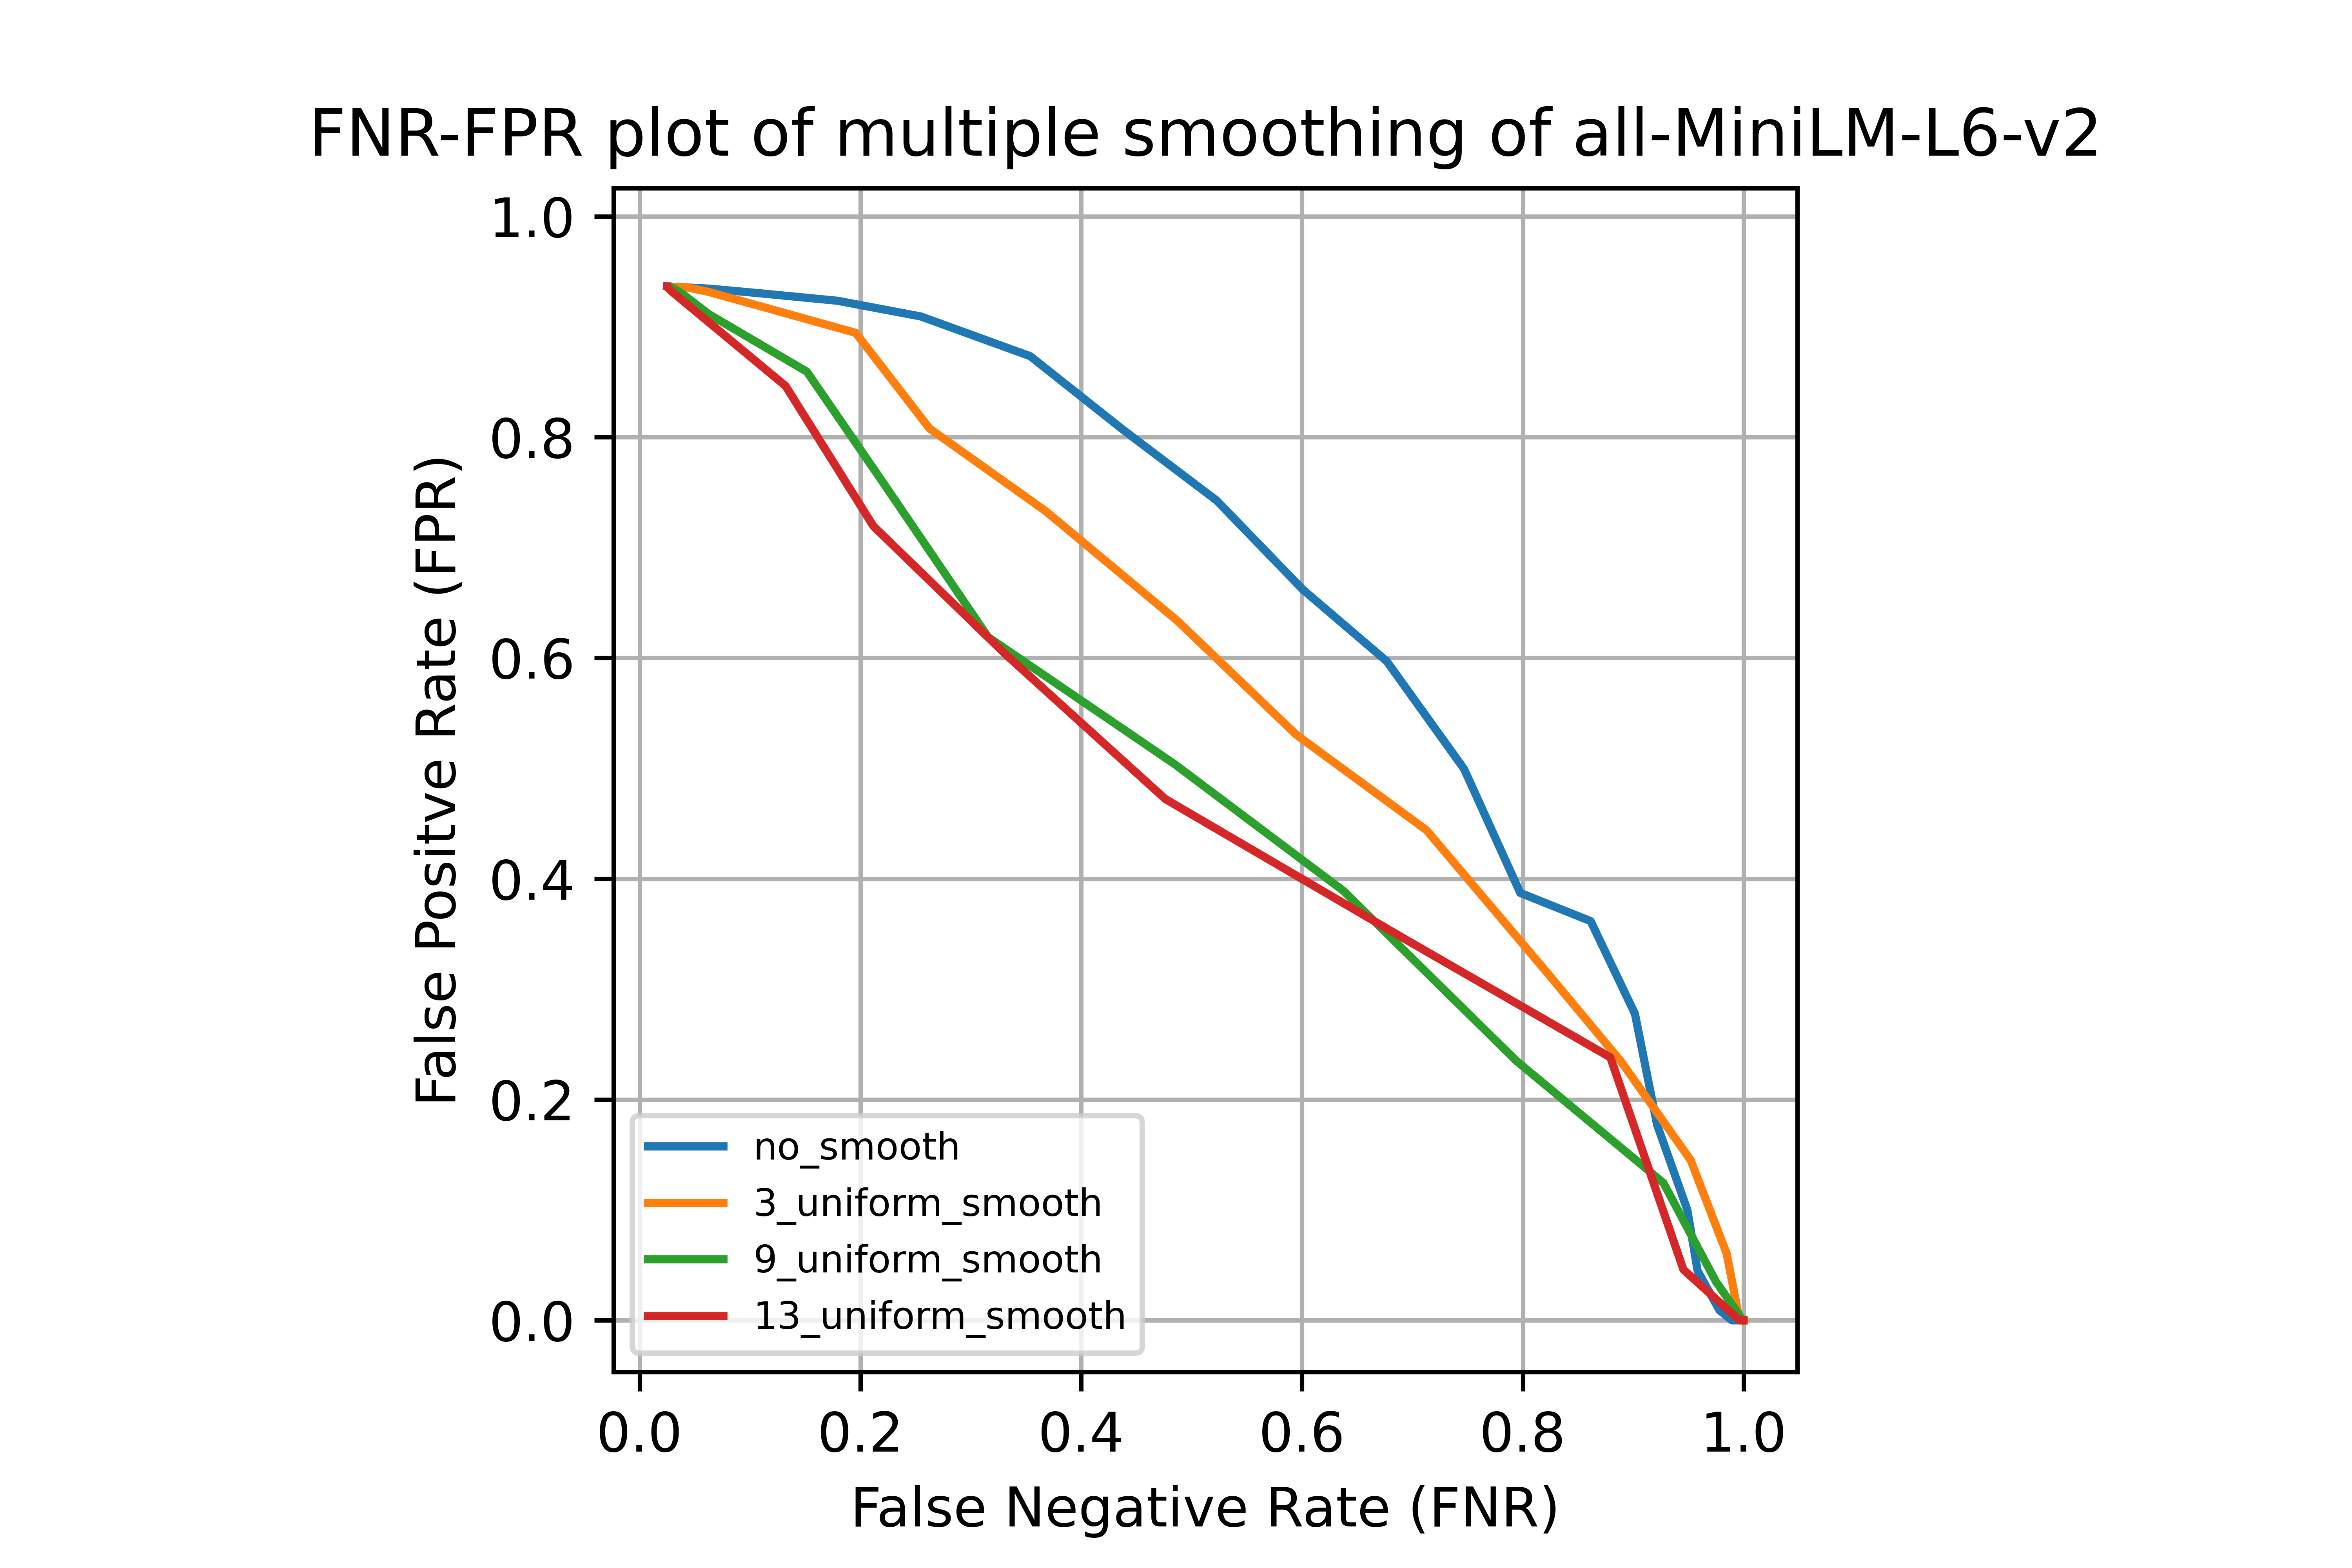 FNR-FPR plot of multiple smoothing of all-MiniLM-L6-v2
1.0
0.8
0.6
0.4
0.2
0.0
False Positve Rate (FPR)
no_smooth
3_uniform_smooth
9_uniform_smooth
13_uniform_smooth
0.0 0.2 0.4 0.6 0.8 1.0
False Negative Rate (FNR)